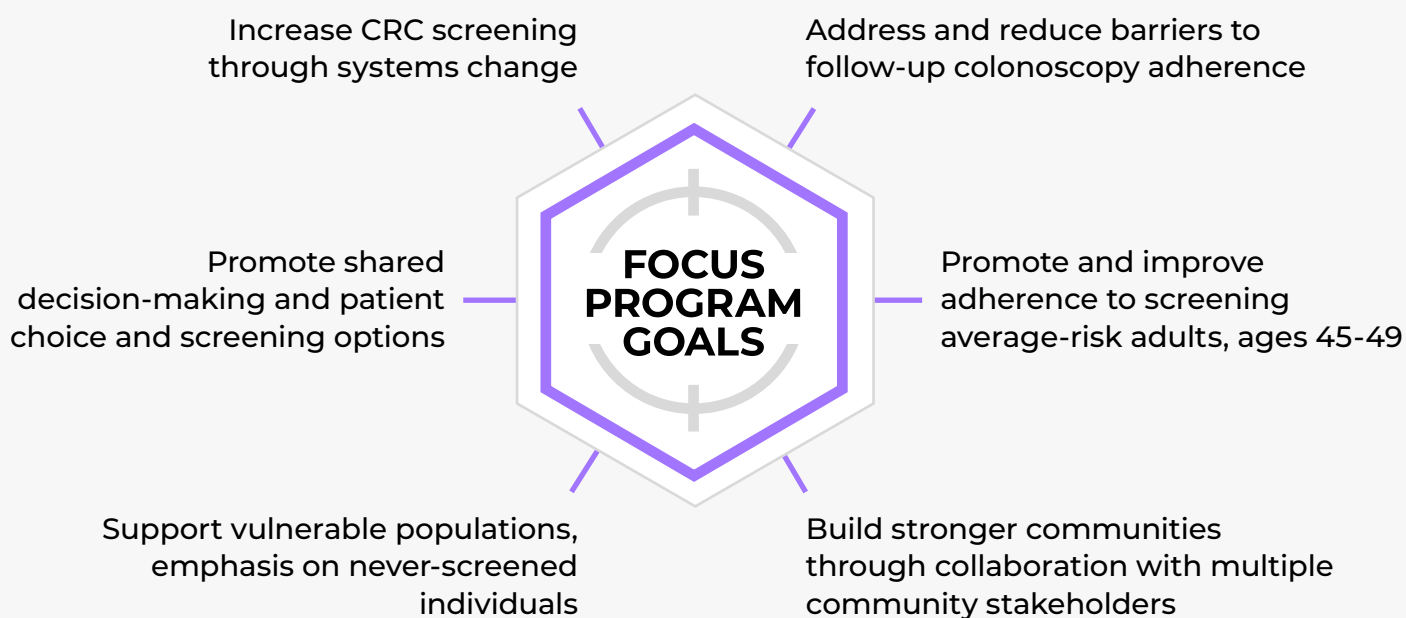 Increase CRC screening
through systems change
Address and reduce barriers to
follow-up colonoscopy adherence
Promote shared
decision-making and patient
choice and screening options
FOCUS
PROGRAM
GOALS
Promote and improve
adherence to screening
average-risk adults, ages 45-49
Support vulnerable populations,
emphasis on never-screened
individuals
Build stronger communities
through collaboration with multiple
community stakeholders